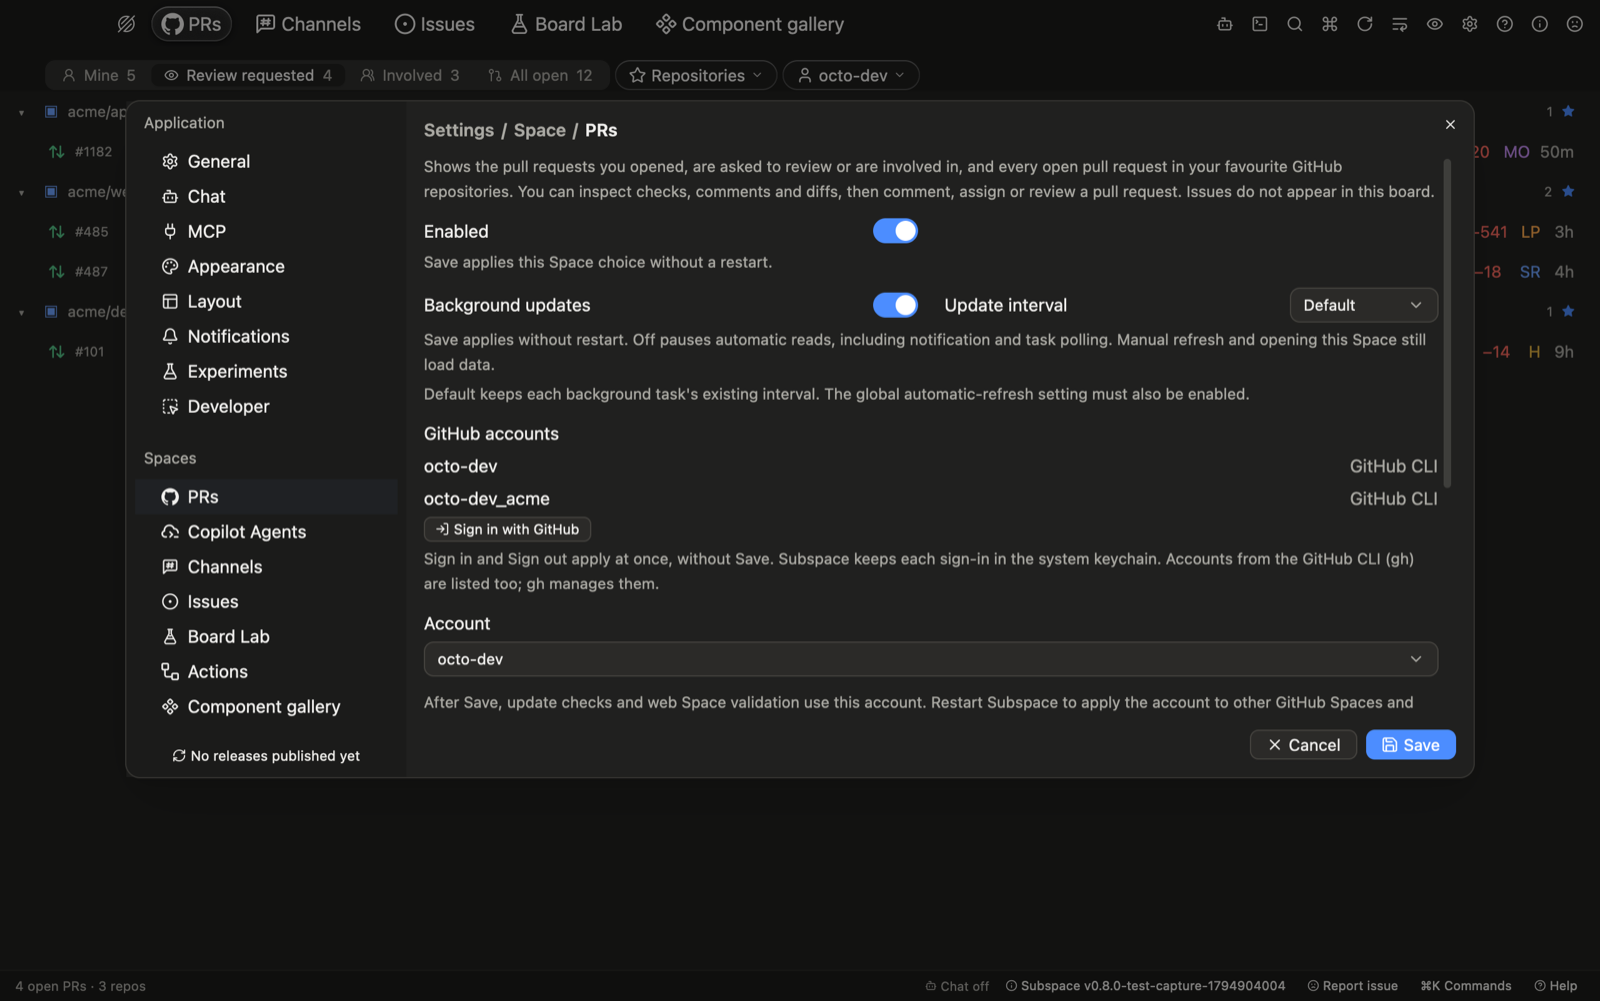 PRs
Channels
Issues
Board Lab
Component gallery
Mine 5
Review requested 4
Involved 3
All open 12
Repositories
octo-dev
acme/ap
1
#1182
20 MO 50m
acme/we
2
#485
−541 LP 3h
#487
−18 SR 4h
acme/de
1
#101
−14 H 9h
Application
General
Chat
MCP
Appearance
Layout
Notifications
Experiments
Developer
Spaces
PRs
Copilot Agents
Channels
Issues
Board Lab
Actions
Component gallery
No releases published yet
Settings / Space / PRs
Shows the pull requests you opened, are asked to review or are involved in, and every open pull request in your favourite GitHub
repositories. You can inspect checks, comments and diffs, then comment, assign or review a pull request. Issues do not appear in this board.
Enabled
Save applies this Space choice without a restart.
Background updates
Update interval
Default
Save applies without restart. Off pauses automatic reads, including notification and task polling. Manual refresh and opening this Space still
load data.
Default keeps each background task's existing interval. The global automatic-refresh setting must also be enabled.
GitHub accounts
octo-dev GitHub CLI
octo-dev_acme GitHub CLI
Sign in with GitHub
Sign in and Sign out apply at once, without Save. Subspace keeps each sign-in in the system keychain. Accounts from the GitHub CLI (gh)
are listed too; gh manages them.
Account
octo-dev
After Save, update checks and web Space validation use this account. Restart Subspace to apply the account to other GitHub Spaces and
Cancel
Save
4 open PRs · 3 repos
Chat off
Subspace v0.8.0-test-capture-1794904004
Report issue
⌘K Commands
Help